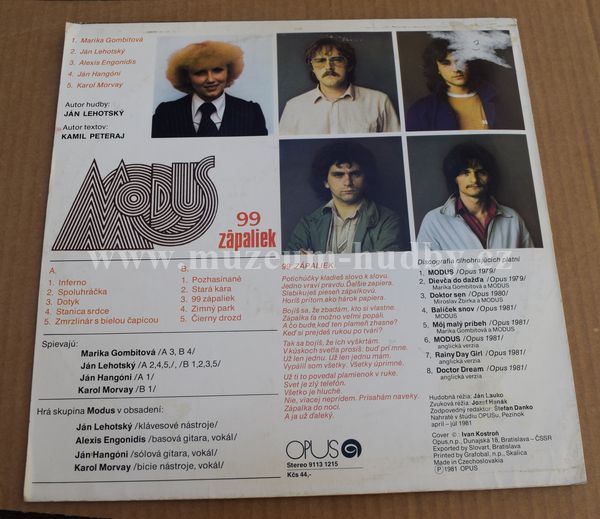 1. Marika Gombitová
2. Ján Lehotský
3. Alexis Engonidis
4. Ján Hangóni
5. Karol Morvay
Autor hudby:
JÁN LEHOTSKÝ
Autor textov:
KAMIL PETERAJ
MODUS
99
zápaliek
A:
1. Inferno
2. Spoluhráčka
3. Dotyk
4. Stanica srdce
5. Zmrzlinár s bielou čapicou
B:
1. Pozhasínané
2. Stará kára
3. 99 zápaliek
4. Zimný park
5. Čierny drozd
Spievajú:
Marika Gombitová /A 3, B 4/
Ján Lehotský /A 2,4,5,/, /B 1,2,3,5/
Ján Hangóni /A 1/
Karol Morvay /B 1/
Hrá skupina Modus v obsadení:
Ján Lehotský /klávesové nástroje/
Alexis Engonidis /basová gitara, vokál/
Ján Hangóni /sólová gitara, vokál/
Karol Morvay /bicie nástroje, vokál/
99 ZÁPALIEK
Potichúčky kladieš slovo k slovu.
Jedno vraví pravdu. Ďalšie zapiera.
Šlebikuješ pieseň zápalkovú.
Horíš pritom ako hárok papiera.
Bojíš sa, že zbadám, kto si vlastne.
Zápalka ťa možno veľmi popáli.
A čo bude, keď ten plameň zhasne?
Keď si prejdeš rukou po tvári?
Tak sa bojíš, že ich vyškrtám.
V kúskoch svetla prosíš: buď pri mne.
Už len jednu. Už len jednu mám.
Vypálil som všetky. Všetky úprimné.
Už ti to povedal plamienok v ruke.
Svet je zlý telefón.
Všetko je hluché.
Nie, viacej neprídem. Prisahám naveky.
Zápalka do noci.
A ja už ďaleký.
OPUS
Stereo 9113 1215
Kčs 44,-
Discografia dlhohrajúcich platní
1. MODUS /Opus 1979/
2. Dievča do dažďa /Opus 1979/
Marika Gombitová a MODUS
3. Doktor sen /Opus 1980/
Miroslav Žbirka a MODUS
4. Balíček snov /Opus 1981/
MODUS
5. Môj malý príbeh /Opus 1981/
Marika Gombitová a MODUS
6. MODUS /Opus 1981/
anglická verzia
7. Rainy Day Girl /Opus 1981/
anglická verzia
8. Doctor Dream /Opus 1981/
anglická verzia
Hudobná réžia: Ján Lauko
Zvuková réžia: Jozef Hanák
Zodpovedný redaktor: Štefan Danko
Nahraté v štúdiu OPUSu, Pezinok
apríl – júl 1981
Cover ©: Ivan Kostroň
Opus, n.p., Dunajská 18, Bratislava – ČSSR
Exported by Slovart, Bratislava
Printed by Grafobal, n.p., Skalica
Made in Czechoslovakia
Ⓟ 1981 OPUS
www.muzeum-hudby.cz